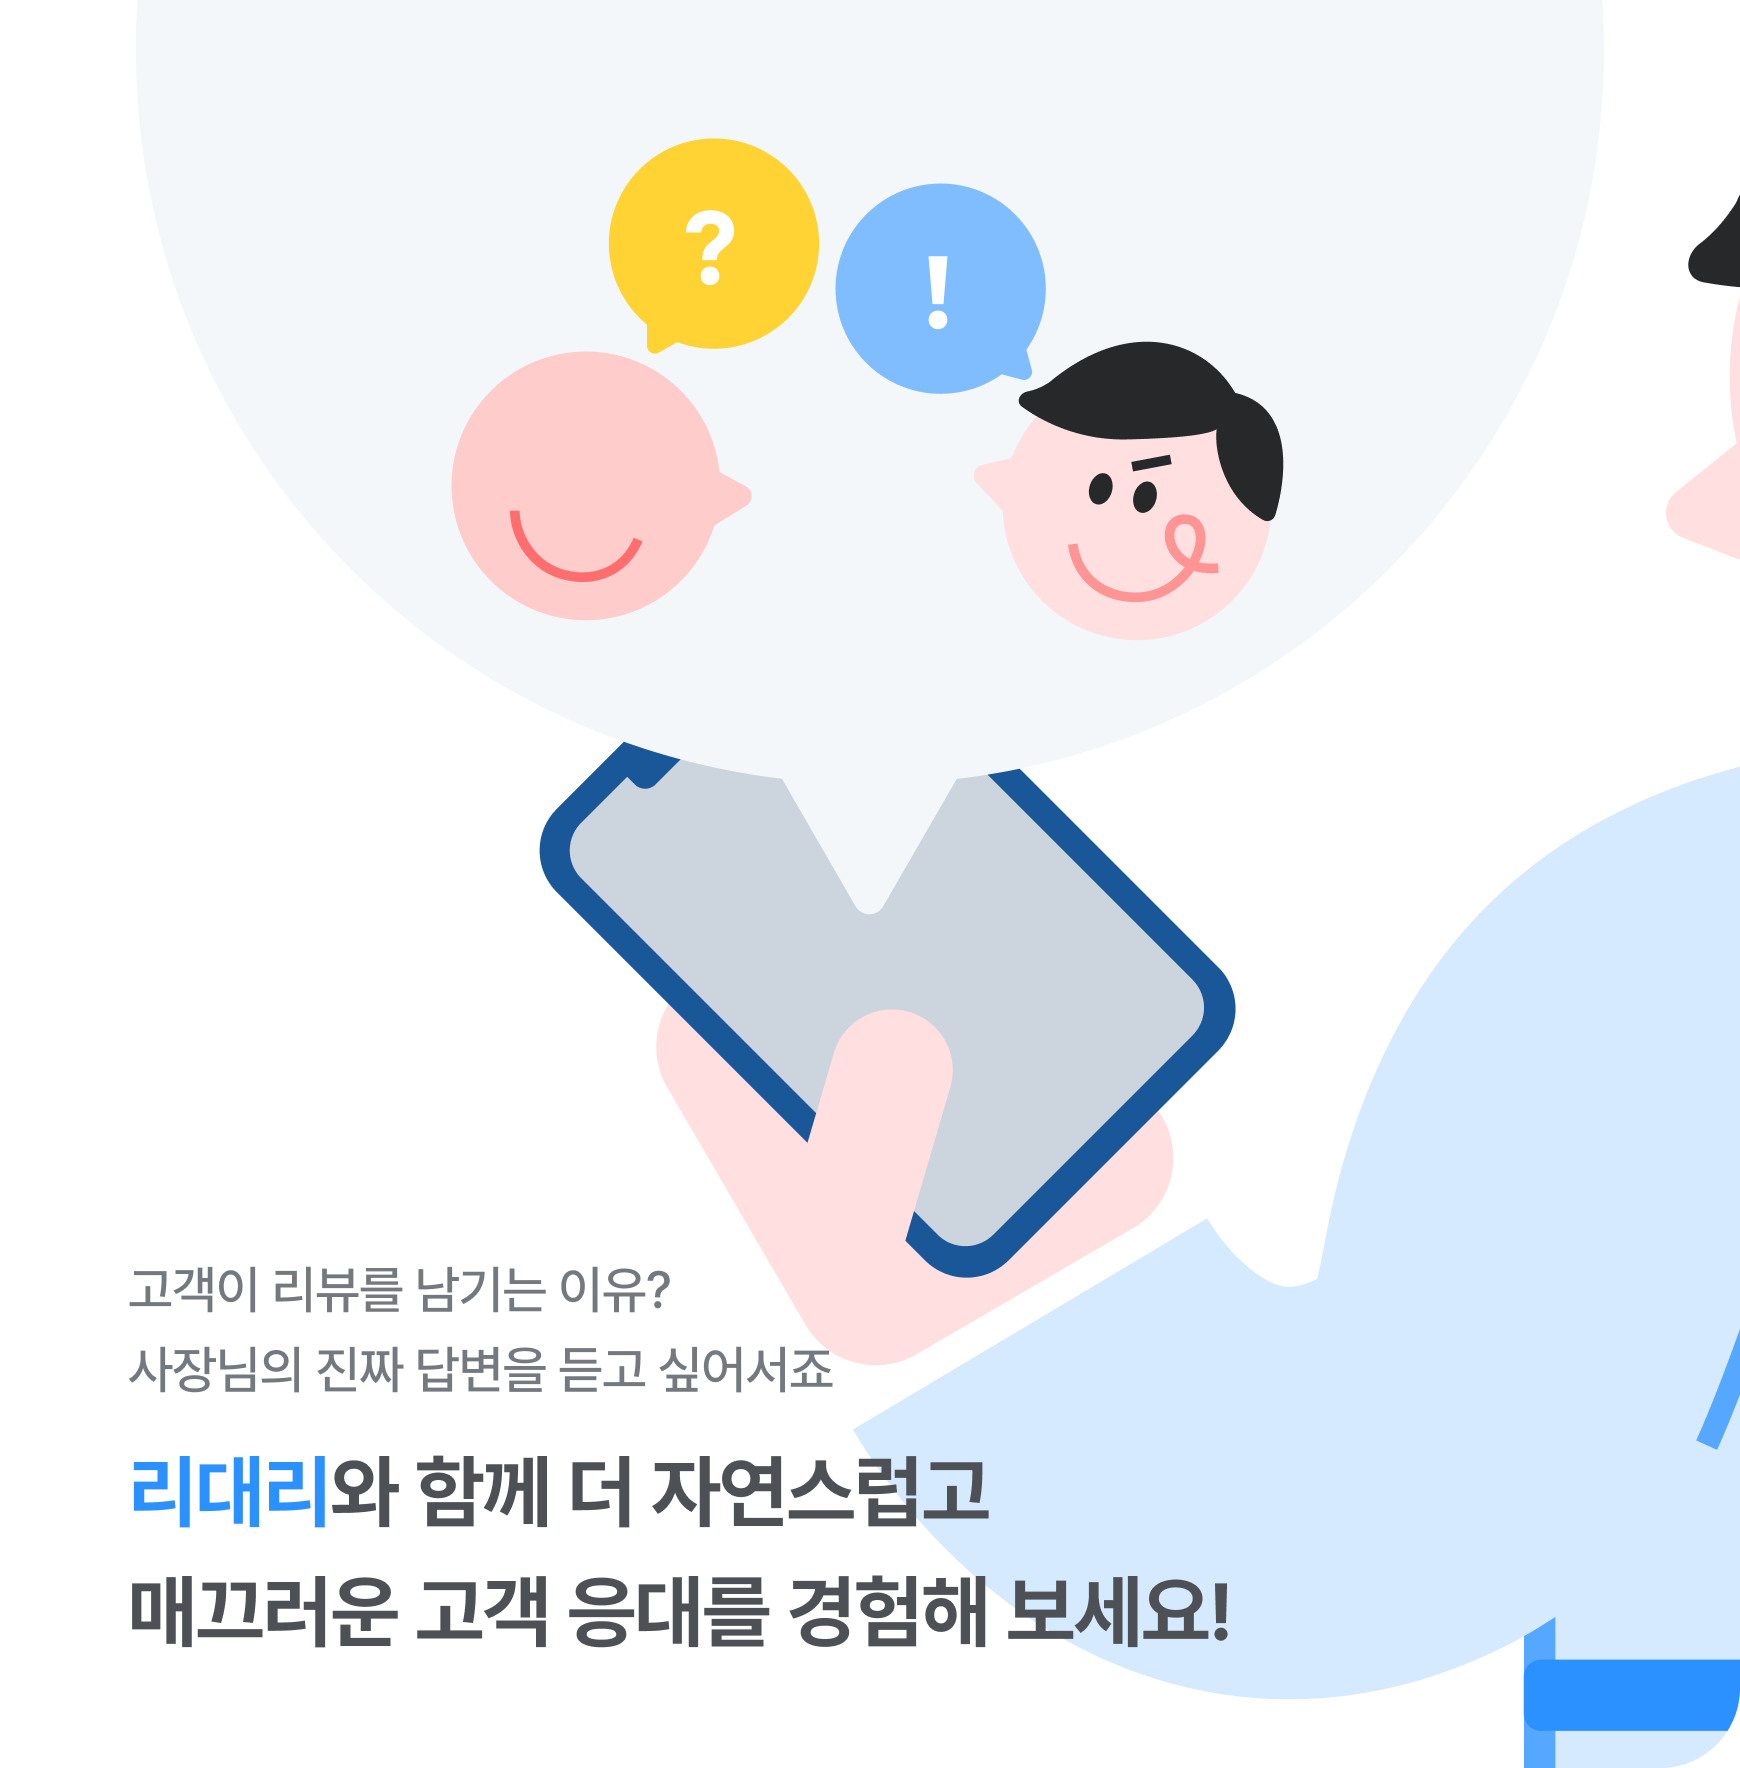 ?
!
고객이 리뷰를 남기는 이유?
사장님의 진짜 답변을 듣고 싶어서죠
리대리와 함께 더 자연스럽고
매끄러운 고객 응대를 경험해 보세요!